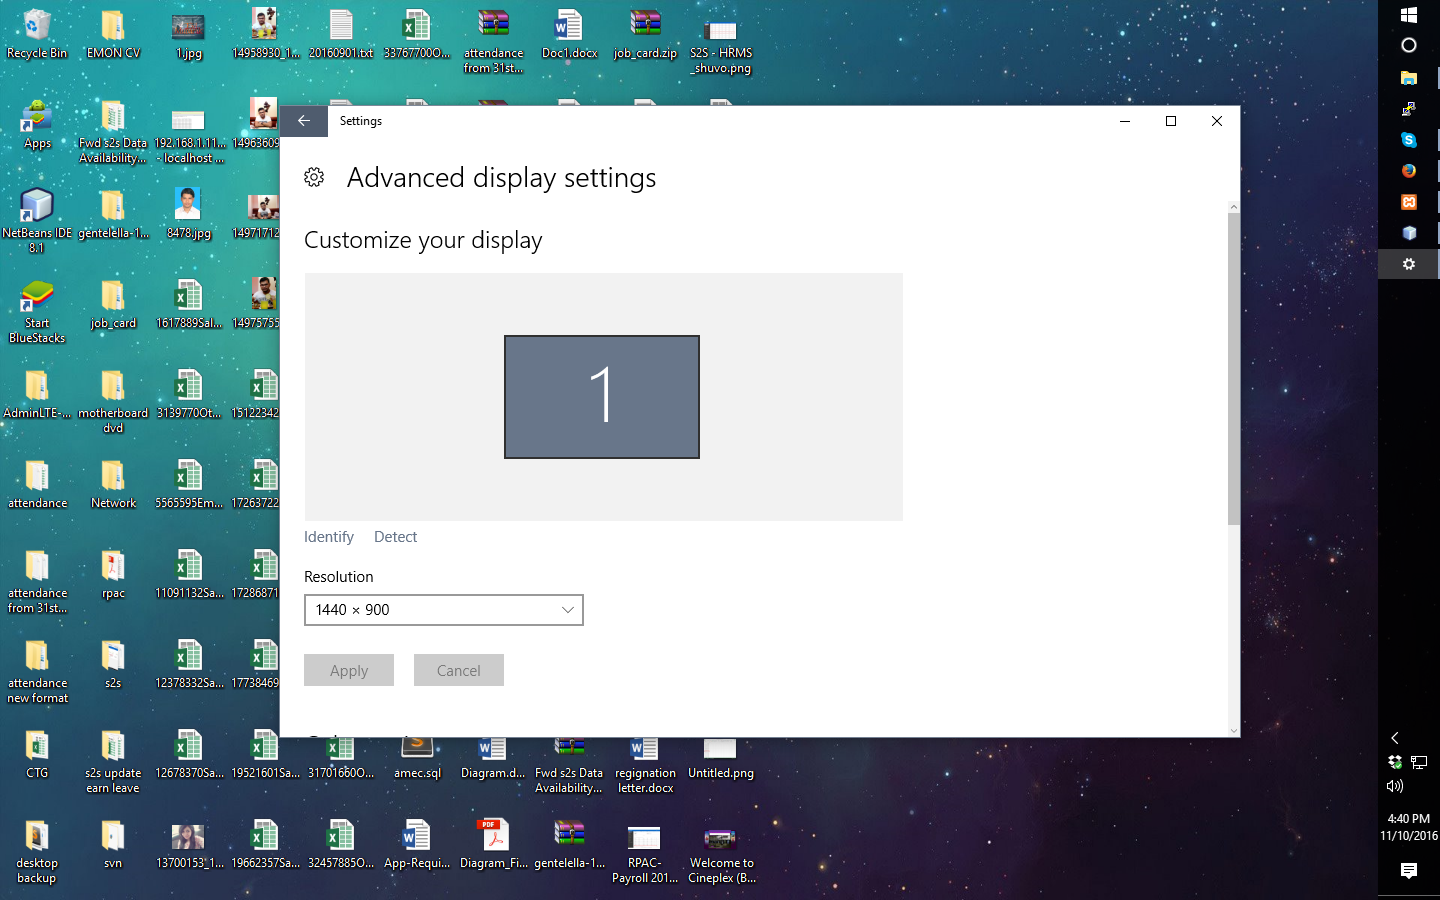 Recycle Bin
EMON CV
1.jpg
14958930_1...
20160901.txt
33767700O...
attendance
from 31st...
Doc1.docx
job_card.zip
S2S - HRMS
_shuvo.png
Apps
Fwd s2s Data
Availability...
192.168.1.11...
- localhost ...
14963609
NetBeans IDE
8.1
gentelella-1...
8478.jpg
14971712
Start
BlueStacks
job_card
1617889Sal...
14975755
AdminLTE-...
motherboard
dvd
3139770Ot...
15122342
attendance
Network
5565595Em...
17263722
attendance
from 31st...
rpac
11091132Sa...
17286871
attendance
new format
s2s
12378332Sa...
17738469
CTG
s2s update
earn leave
12678370Sa...
19521601Sa...
31701660O...
amec.sql
Diagram.d...
Fwd s2s Data
Availability...
regignation
letter.docx
Untitled.png
desktop
backup
svn
13700153_1...
19662357Sa...
32457885O...
App-Requi...
PDF
Diagram_Fi...
gentelella-1...
RPAC-
Payroll 201...
Welcome to
Cineplex (B...
Settings
Advanced display settings
Customize your display
1
Identify Detect
Resolution
1440 × 900
Apply Cancel
4:40 PM
11/10/2016